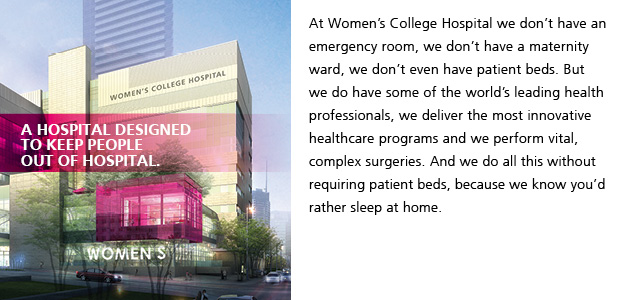 WOMEN'S COLLEGE HOSPITAL
A HOSPITAL DESIGNED
TO KEEP PEOPLE
OUT OF HOSPITAL.
WOMEN S
At Women's College Hospital we don't have an
emergency room, we don't have a maternity
ward, we don't even have patient beds. But
we do have some of the world's leading health
professionals, we deliver the most innovative
healthcare programs and we perform vital,
complex surgeries. And we do all this without
requiring patient beds, because we know you'd
rather sleep at home.